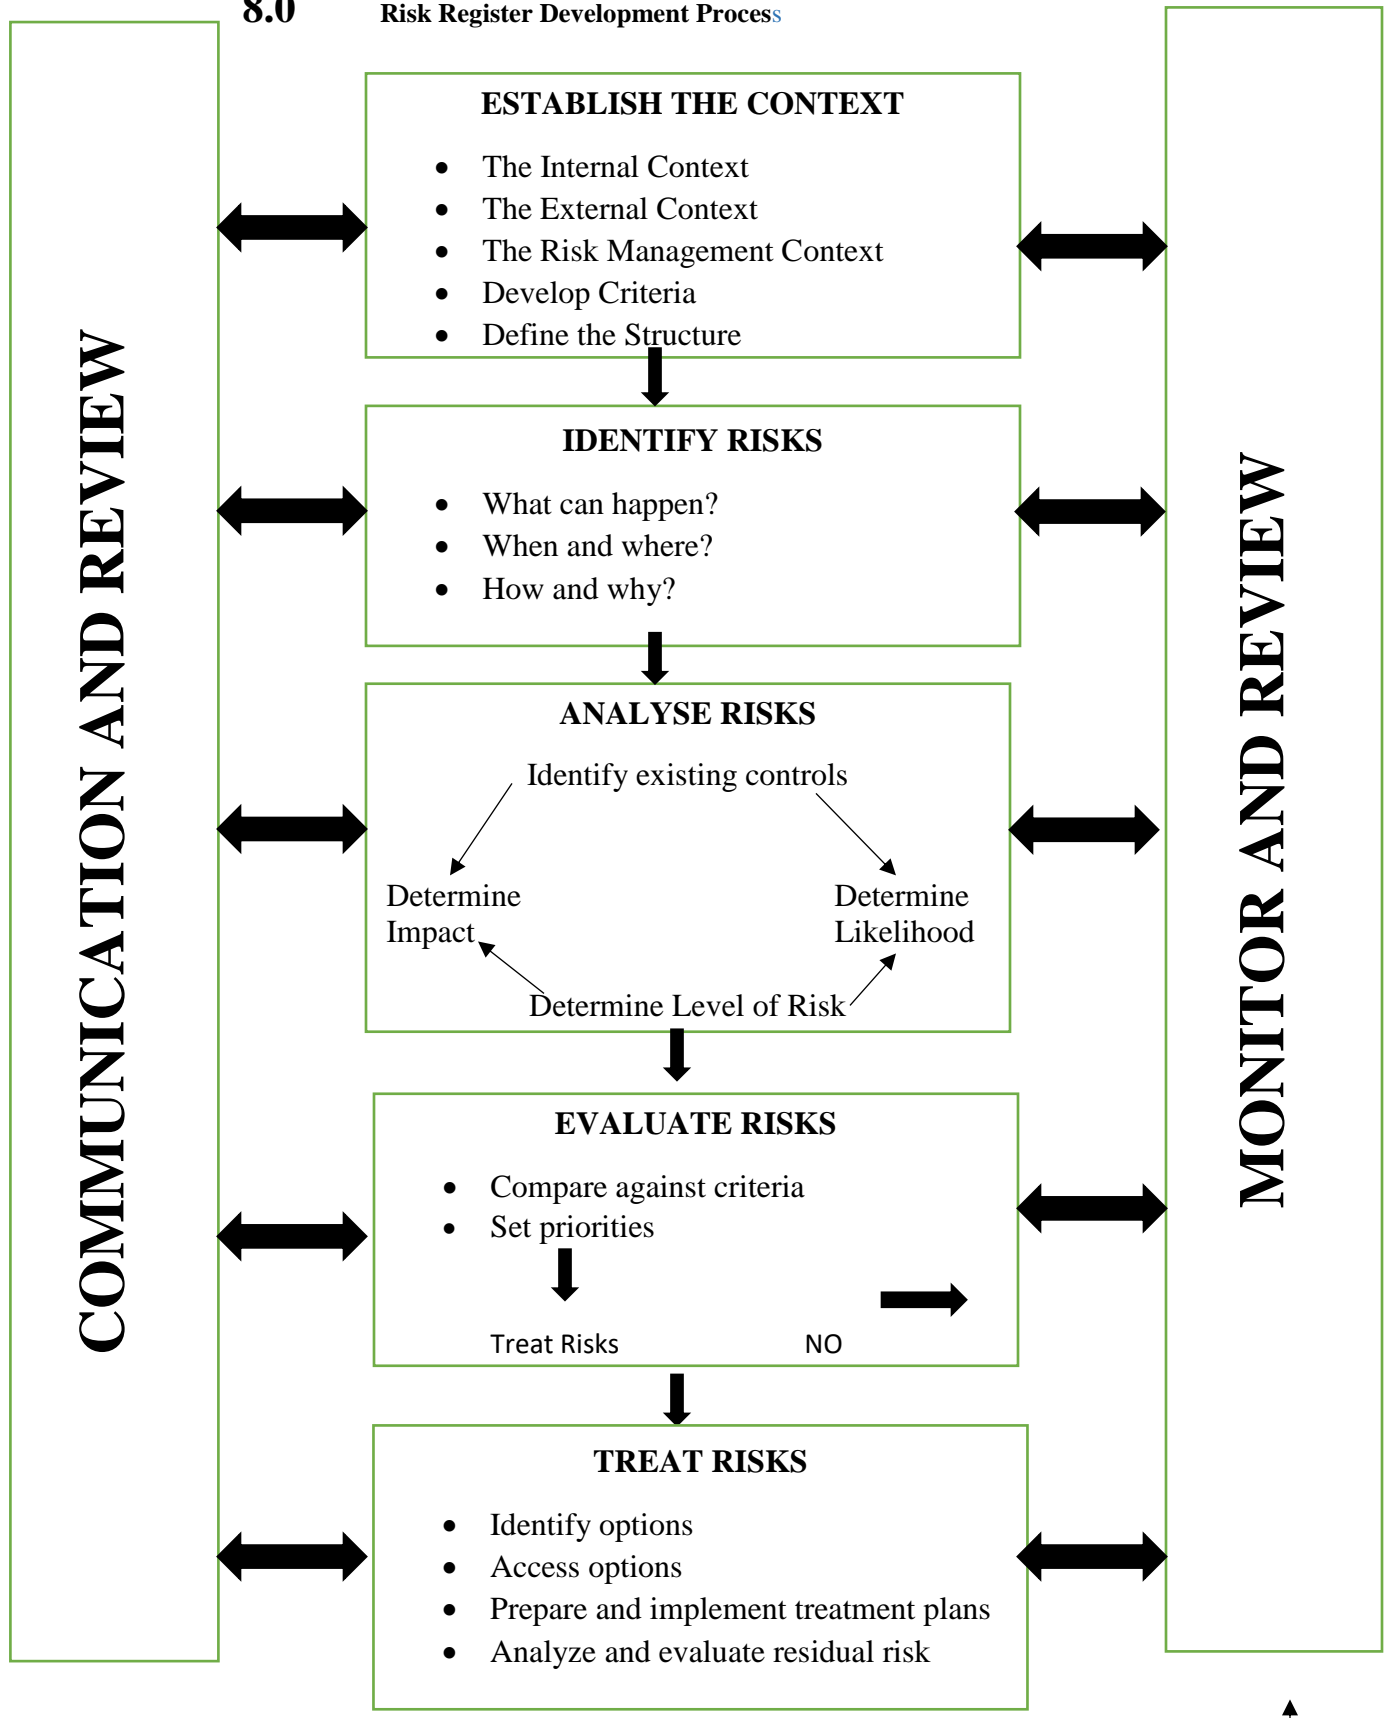 8.0 Risk Register Development Process
COMMUNICATION AND REVIEW
ESTABLISH THE CONTEXT
• The Internal Context
• The External Context
• The Risk Management Context
• Develop Criteria
• Define the Structure
IDENTIFY RISKS
• What can happen?
• When and where?
• How and why?
ANALYSE RISKS
Identify existing controls
Determine
Impact
Determine
Likelihood
Determine Level of Risk
EVALUATE RISKS
• Compare against criteria
• Set priorities
Treat Risks NO
TREAT RISKS
• Identify options
• Access options
• Prepare and implement treatment plans
• Analyze and evaluate residual risk
MONITOR AND REVIEW